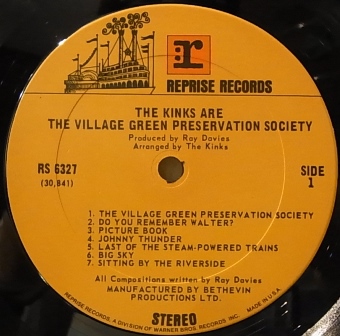 r:
REPRISE RECORDS
THE KINKS ARE
THE VILLAGE GREEN PRESERVATION SOCIETY
Produced by Ray Davies
Arranged by The Kinks
RS 6327
(30,841)
SIDE
1
1. THE VILLAGE GREEN PRESERVATION SOCIETY
2. DO YOU REMEMBER WALTER?
3. PICTURE BOOK
4. JOHNNY THUNDER
5. LAST OF THE STEAM-POWERED TRAINS
6. BIG SKY
7. SITTING BY THE RIVERSIDE
All Compositions written by Ray Davies
MANUFACTURED BY BETHEVIN
PRODUCTIONS LTD.
STEREO
REPRISE RECORDS, A DIVISION OF WARNER BROS. RECORDS INC. MADE IN U.S.A.